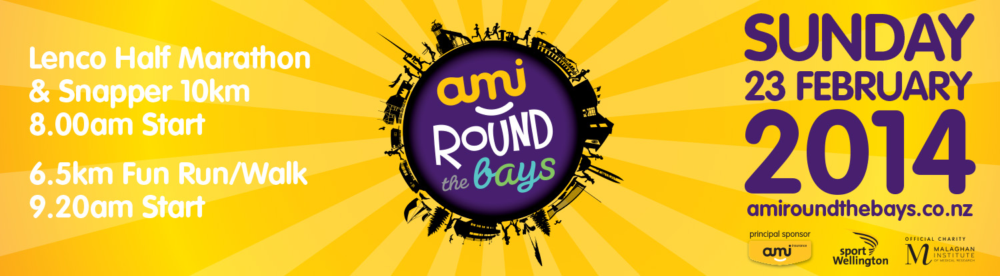 Lenco Half Marathon
& Snapper 10km
8.00am Start
6.5km Fun Run/Walk
9.20am Start
ami
ROUND
the bays
SUNDAY
23 FEBRUARY
2014
amiroundthebays.co.nz
principal sponsor
ami insurance
sport
Wellington
OFFICIAL CHARITY
M MALAGHAN
INSTITUTE
OF MEDICAL RESEARCH